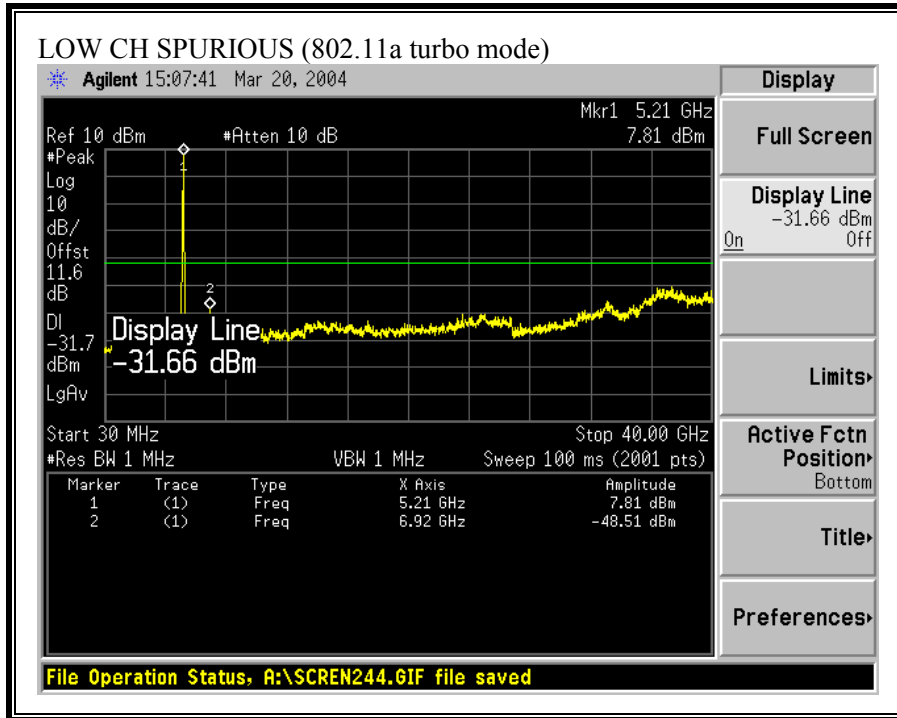 LOW CH SPURIOUS (802.11a turbo mode)
Agilent 15:07:41 Mar 20, 2004
Display
Mkr1 5.21 GHz
Ref 10 dBm #Atten 10 dB 7.81 dBm
Full Screen
#Peak
Log
10
dB/
Offst
11.6
dB
DI
-31.7
dBm
LgAv
1
2
Display Line
-31.66 dBm
Display Line
-31.66 dBm
On Off
Limits
Start 30 MHz Stop 40.00 GHz
#Res BW 1 MHz VBW 1 MHz Sweep 100 ms (2001 pts)
Active Fctn
Position
Bottom
Marker Trace Type X Axis Amplitude
1 (1) Freq 5.21 GHz 7.81 dBm
2 (1) Freq 6.92 GHz -48.51 dBm
Title
Preferences
File Operation Status, A:\SCREN244.GIF file saved